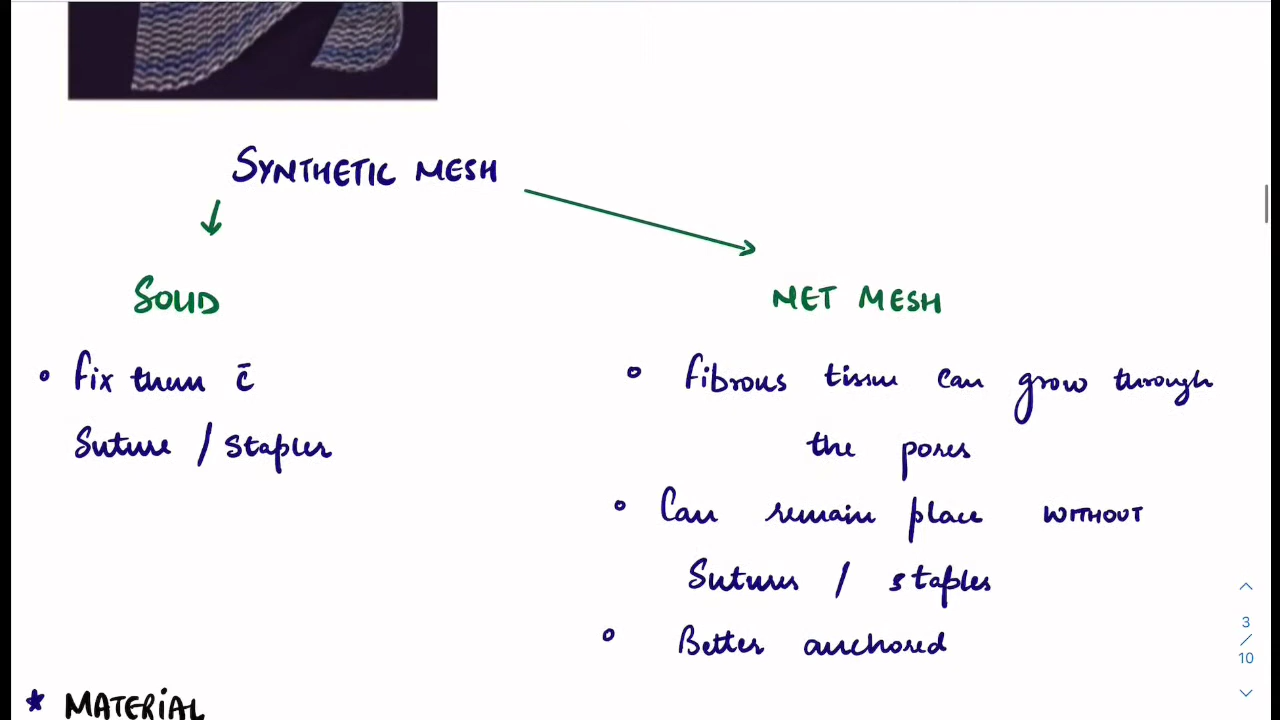 SYNTHETIC MESH
SOLID
NET MESH
• Fix them c̄
Suture / Stapler
• Fibrous tissue can grow through
the pores
• Can remain place WITHOUT
Sutures / staples
• Better anchored
* MATERIAL
3
/
10